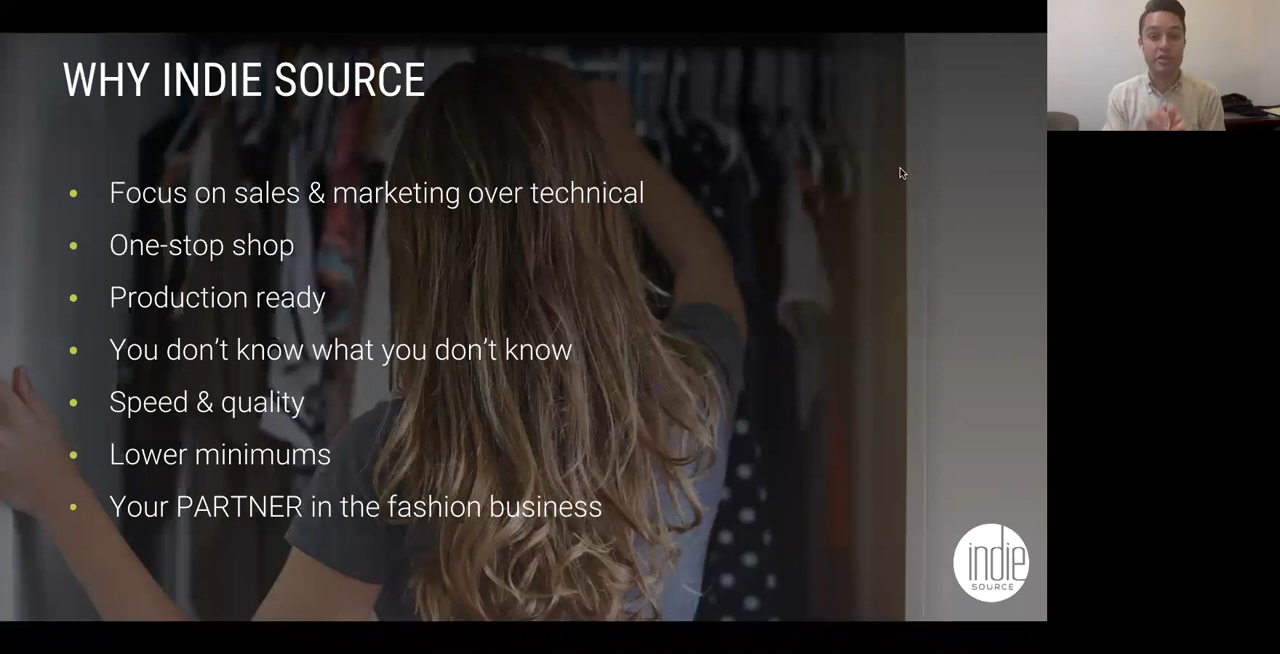 WHY INDIE SOURCE
• Focus on sales & marketing over technical
• One-stop shop
• Production ready
• You don’t know what you don’t know
• Speed & quality
• Lower minimums
• Your PARTNER in the fashion business
indie
SOURCE